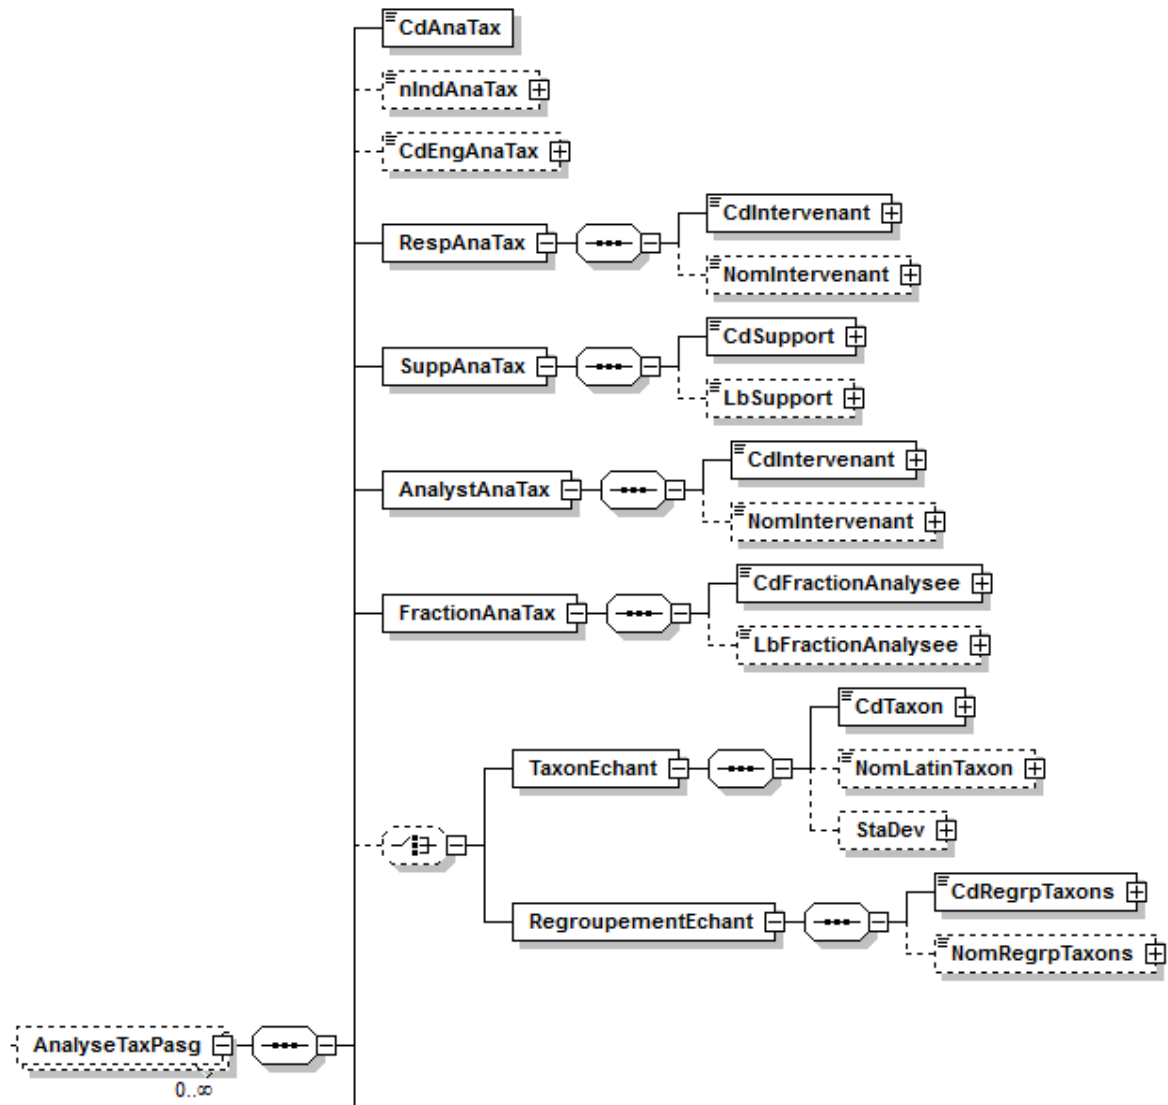 CdAnaTax
nIndAnaTax
CdEngAnaTax
CdIntervenant
RespAnaTax
NomIntervenant
CdSupport
SuppAnaTax
LbSupport
CdIntervenant
AnalystAnaTax
NomIntervenant
CdFractionAnalysee
FractionAnaTax
LbFractionAnalysee
CdTaxon
TaxonEchant
NomLatinTaxon
StaDev
CdRegrpTaxons
RegroupementEchant
NomRegrpTaxons
AnalyseTaxPasg
0..∞